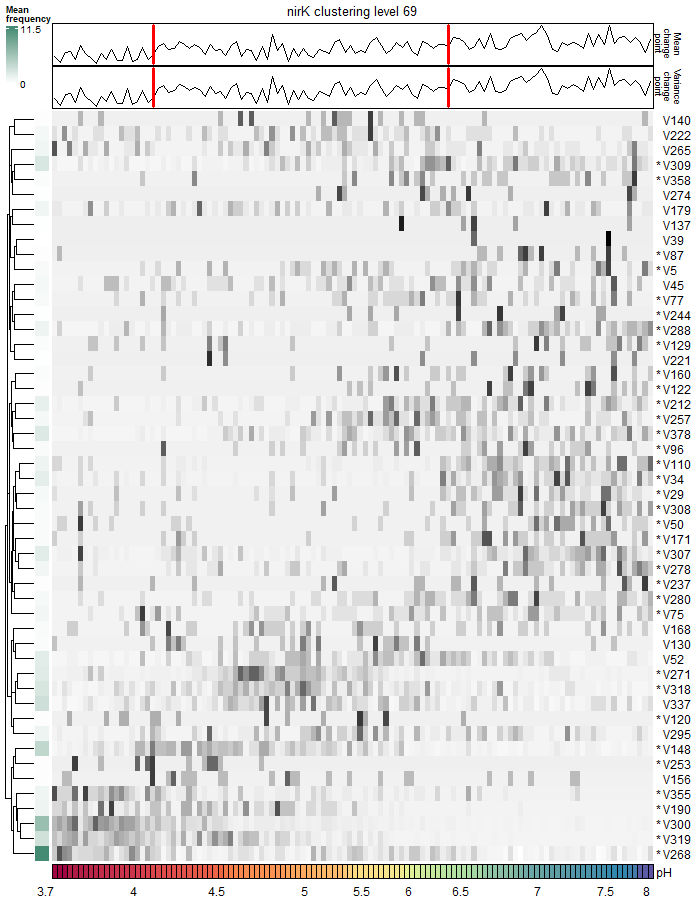 Mean
frequency
11.5
0
nirK clustering level 69
Mean
change
point
Variance
change
point
V140
V222
V265
* V309
* V358
V274
V179
V137
V39
* V87
* V5
V45
* V77
* V244
* V288
* V129
V221
* V160
* V122
* V212
* V257
* V378
* V96
* V110
* V34
* V29
* V308
* V50
* V171
* V307
* V278
* V237
* V280
* V75
V168
V130
V52
* V271
* V318
V337
* V120
V295
* V148
* V253
V156
* V355
* V190
* V300
* V319
* V268
pH
3.7 4 4.5 5 5.5 6 6.5 7 7.5 8